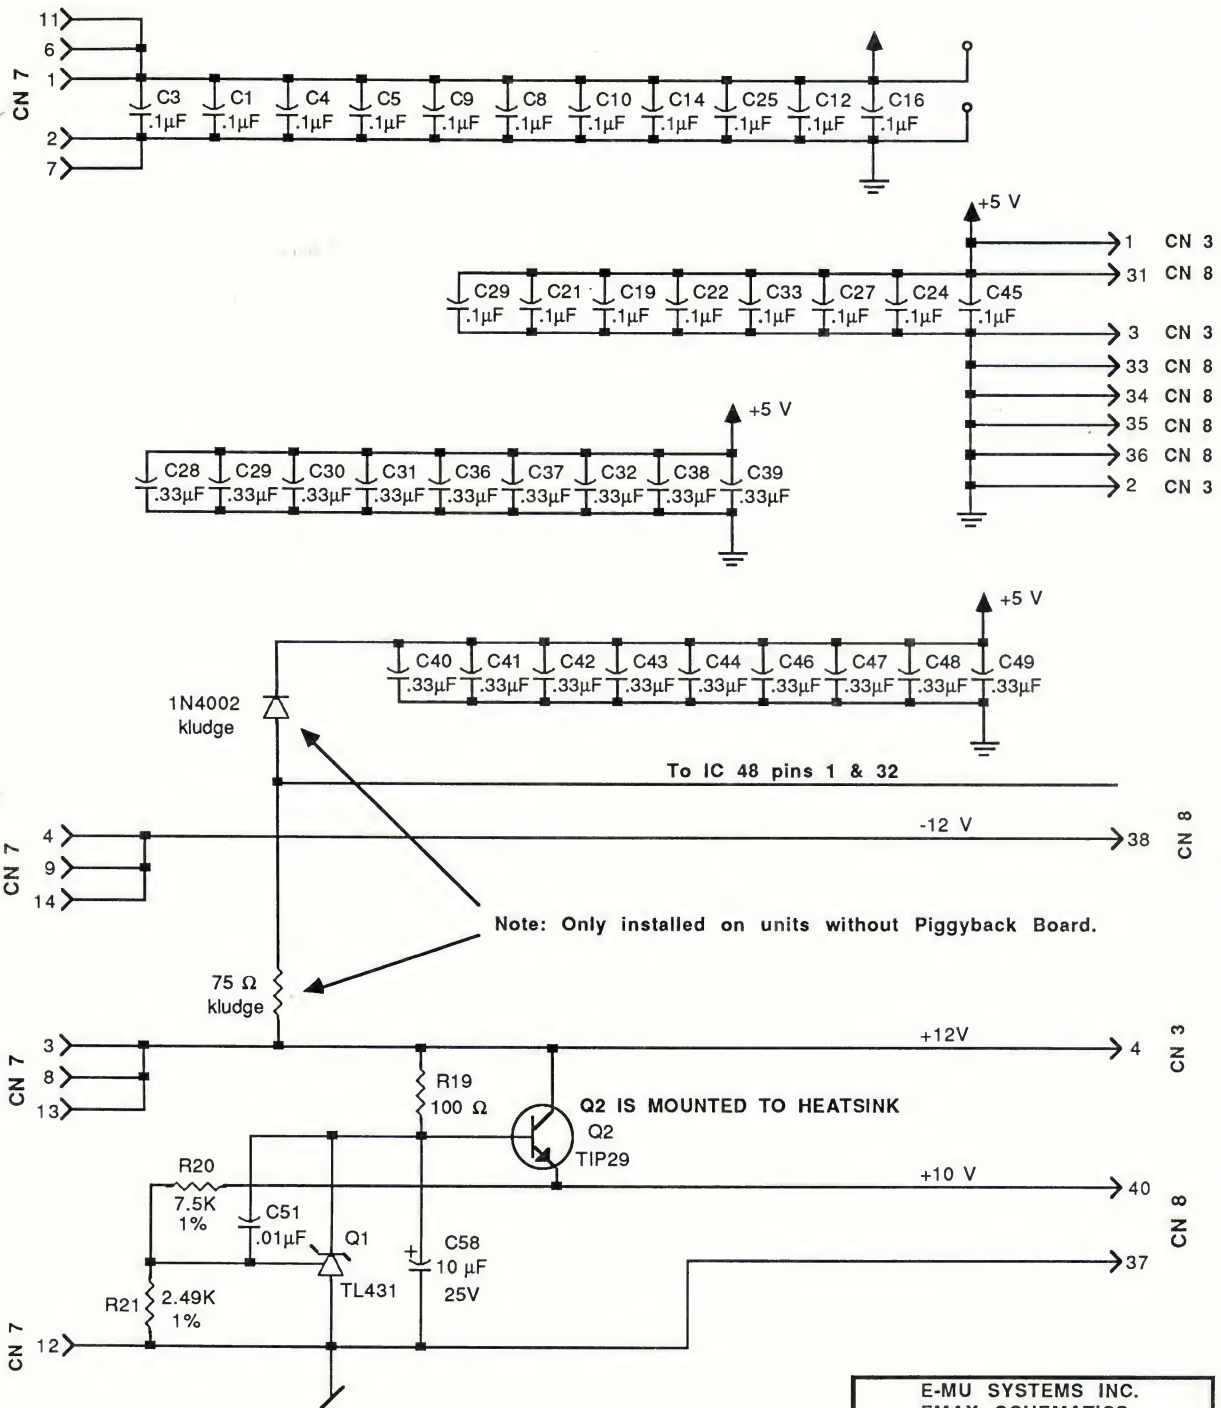 11
6
CN 7
1
C3 C1 C4 C5 C9 C8 C10 C14 C25 C12 C16
.1µF .1µF .1µF .1µF .1µF .1µF .1µF .1µF .1µF .1µF .1µF
2
7
+5 V
1 CN 3
31 CN 8
C29 C21 C19 C22 C33 C27 C24 C45
.1µF .1µF .1µF .1µF .1µF .1µF .1µF .1µF
3 CN 3
33 CN 8
34 CN 8
35 CN 8
36 CN 8
2 CN 3
+5 V
C28 C29 C30 C31 C36 C37 C32 C38 C39
.33µF .33µF .33µF .33µF .33µF .33µF .33µF .33µF .33µF
+5 V
C40 C41 C42 C43 C44 C46 C47 C48 C49
.33µF .33µF .33µF .33µF .33µF .33µF .33µF .33µF .33µF
1N4002
kludge
To IC 48 pins 1 & 32
4
-12 V
38
CN 8
CN 7
9
14
Note: Only installed on units without Piggyback Board.
75 Ω
kludge
3
+12V
4
CN 3
CN 7
8
13
R19
100 Ω
Q2 IS MOUNTED TO HEATSINK
Q2
TIP29
R20
7.5K
1%
+10 V
40
CN 8
C51
.01µF
Q1
TL431
+
C58
10 µF
25V
37
R21
2.49K
1%
CN 7
12
E-MU SYSTEMS INC.
EMAX SCHEMATICS